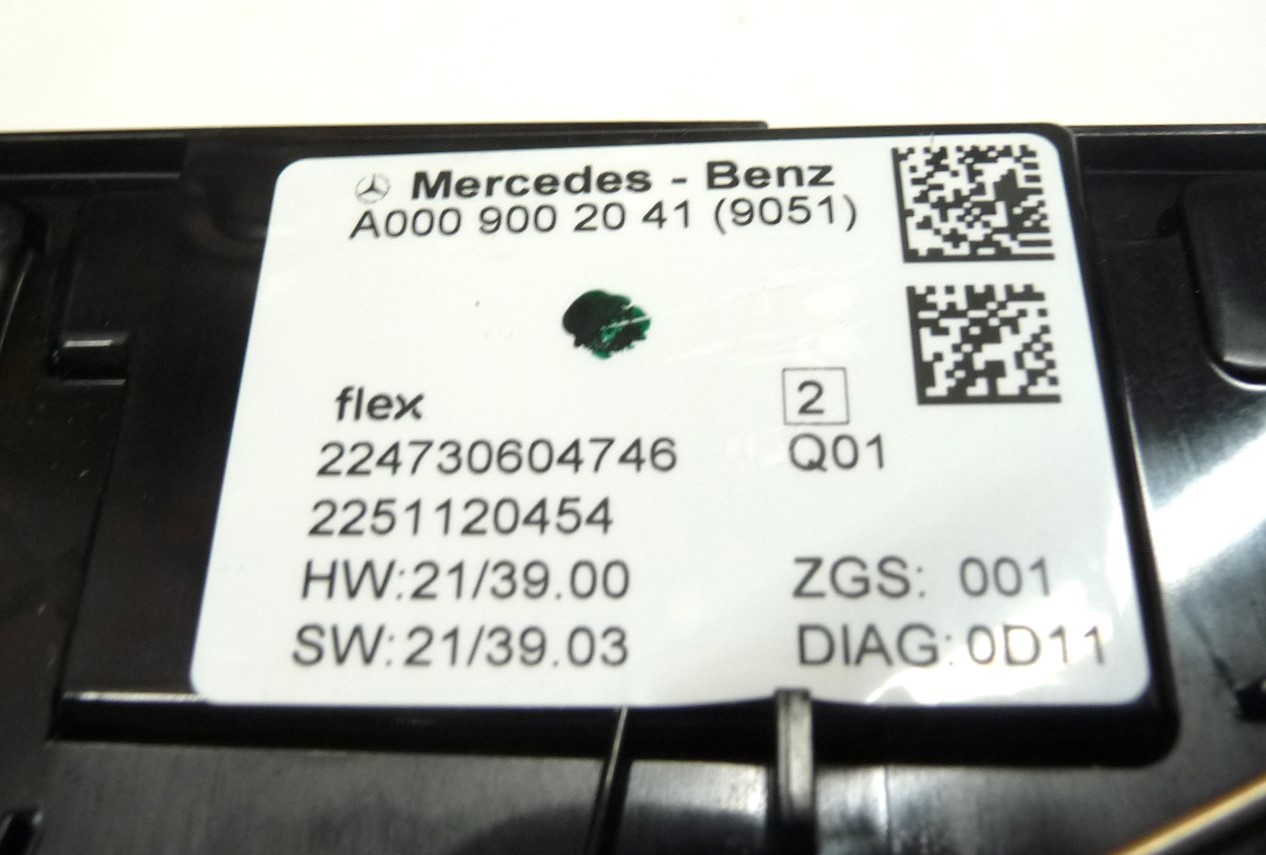 Mercedes - Benz
A000 900 20 41 (9051)
flex
2
224730604746
Q01
2251120454
HW:21/39.00
ZGS: 001
SW:21/39.03
DIAG:0D11